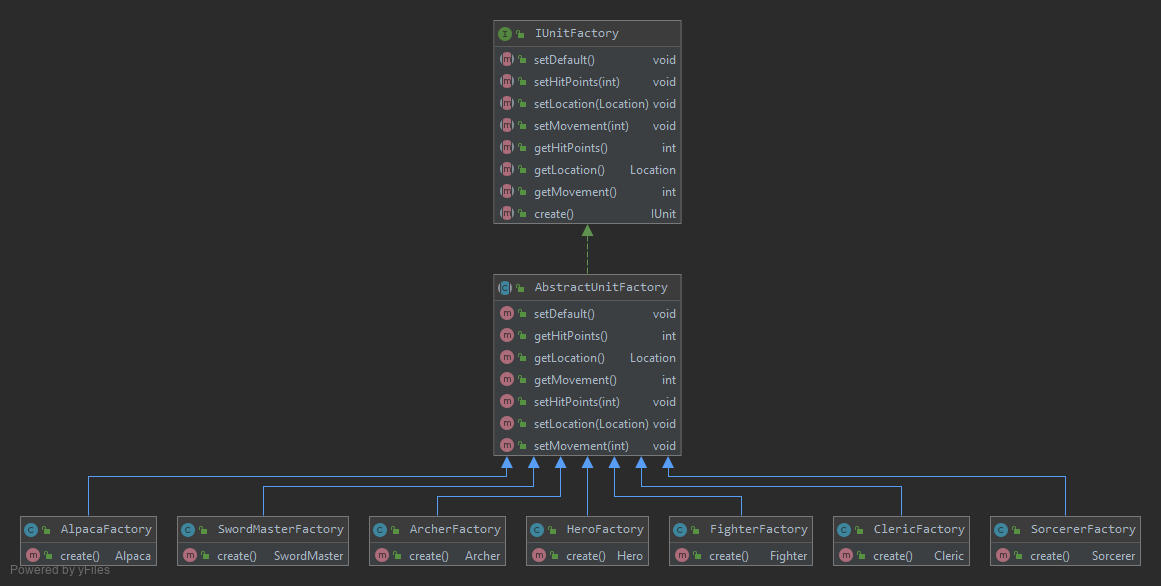 IUnitFactory
setDefault() void
setHitPoints(int) void
setLocation(Location) void
setMovement(int) void
getHitPoints() int
getLocation() Location
getMovement() int
create() IUnit
AbstractUnitFactory
setDefault() void
getHitPoints() int
getLocation() Location
getMovement() int
setHitPoints(int) void
setLocation(Location) void
setMovement(int) void
AlpacaFactory
create() Alpaca
SwordMasterFactory
create() SwordMaster
ArcherFactory
create() Archer
HeroFactory
create() Hero
FighterFactory
create() Fighter
ClericFactory
create() Cleric
SorcererFactory
create() Sorcerer
Powered by yFiles